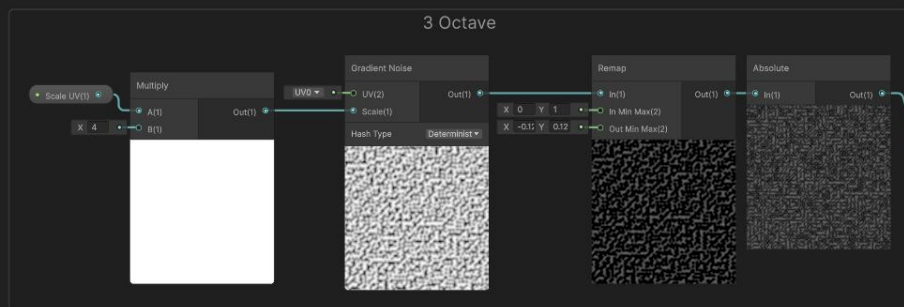 3 Octave
Scale UV(1)
Multiply
A(1)
Out(1)
X 4
B(1)
Gradient Noise
UV0
UV(2)
Out(1)
Scale(1)
Hash Type
Determinist
Remap
In(1)
Out(1)
X 0 Y 1
In Min Max(2)
X -0.12 Y 0.12
Out Min Max(2)
Absolute
In(1)
Out(1)